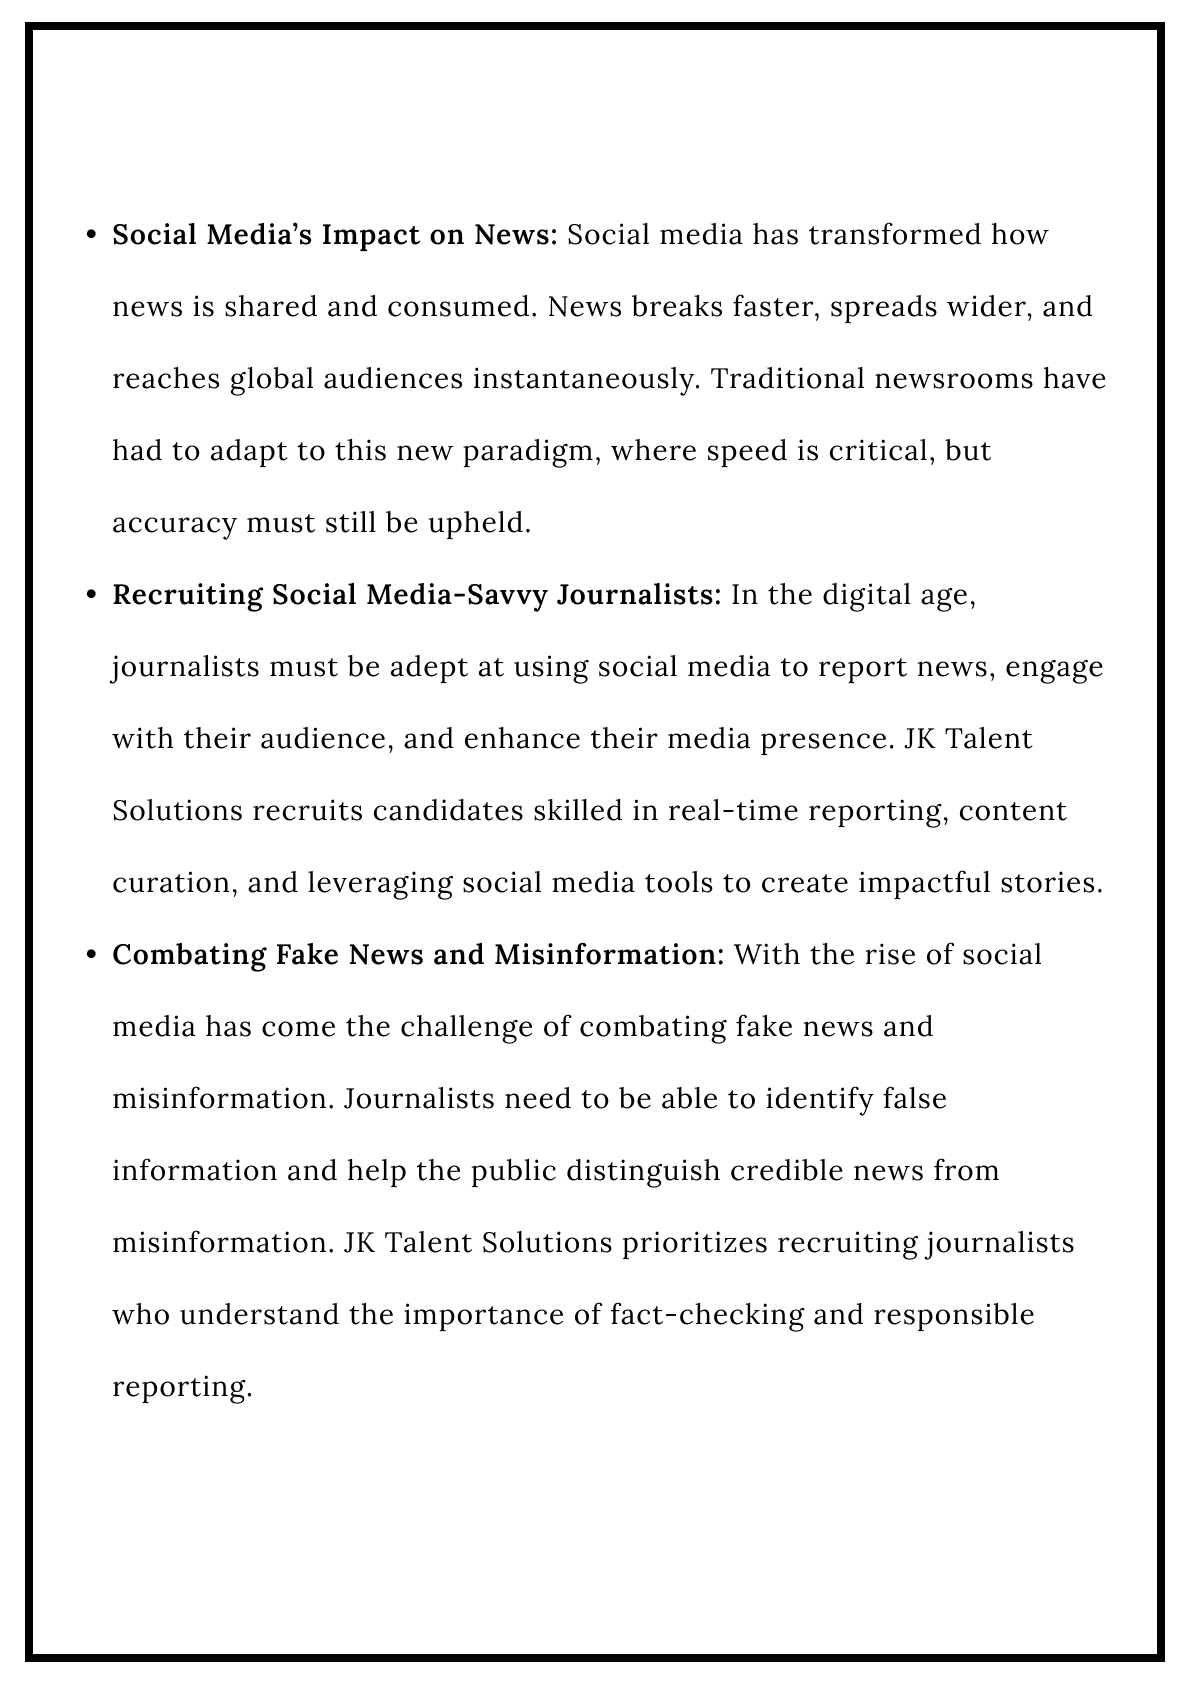 • Social Media’s Impact on News: Social media has transformed how
news is shared and consumed. News breaks faster, spreads wider, and
reaches global audiences instantaneously. Traditional newsrooms have
had to adapt to this new paradigm, where speed is critical, but
accuracy must still be upheld.
• Recruiting Social Media-Savvy Journalists: In the digital age,
journalists must be adept at using social media to report news, engage
with their audience, and enhance their media presence. JK Talent
Solutions recruits candidates skilled in real-time reporting, content
curation, and leveraging social media tools to create impactful stories.
• Combating Fake News and Misinformation: With the rise of social
media has come the challenge of combating fake news and
misinformation. Journalists need to be able to identify false
information and help the public distinguish credible news from
misinformation. JK Talent Solutions prioritizes recruiting journalists
who understand the importance of fact-checking and responsible
reporting.